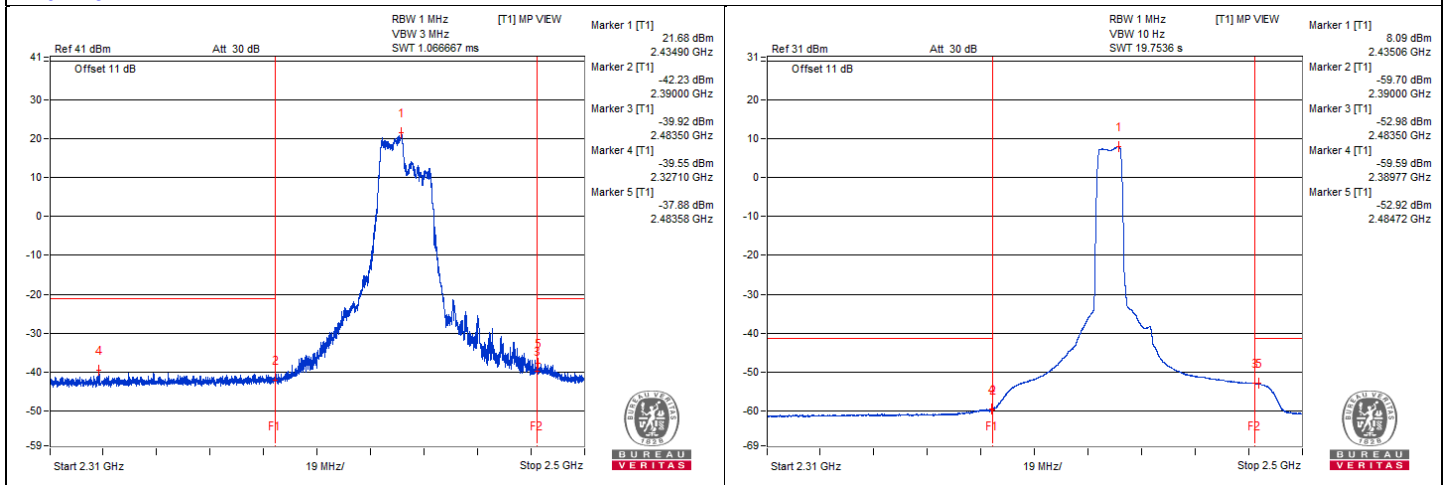 RBW 1 MHz [T1] MP VIEW
VBW 3 MHz
Ref 41 dBm Att 30 dB SWT 1.066667 ms
Offset 11 dB
41
30
20
10
0
-10
-20
-30
-40
-50
-59
1
2
3
4
5
F1
F2
Start 2.31 GHz 19 MHz/ Stop 2.5 GHz
Marker 1 [T1]
21.68 dBm
2.43490 GHz
Marker 2 [T1]
-42.23 dBm
2.39000 GHz
Marker 3 [T1]
-39.92 dBm
2.48350 GHz
Marker 4 [T1]
-39.55 dBm
2.32710 GHz
Marker 5 [T1]
-37.88 dBm
2.48358 GHz
BUREAU VERITAS
1828
BUREAU
VERITAS
RBW 1 MHz [T1] MP VIEW
VBW 10 Hz
Ref 31 dBm Att 30 dB SWT 19.7536 s
Offset 11 dB
31
20
10
0
-10
-20
-30
-40
-50
-60
-69
1
2
3
4
5
F1
F2
Start 2.31 GHz 19 MHz/ Stop 2.5 GHz
Marker 1 [T1]
8.09 dBm
2.43506 GHz
Marker 2 [T1]
-59.70 dBm
2.39000 GHz
Marker 3 [T1]
-52.98 dBm
2.48350 GHz
Marker 4 [T1]
-59.59 dBm
2.38977 GHz
Marker 5 [T1]
-52.92 dBm
2.48472 GHz
BUREAU VERITAS
1828
BUREAU
VERITAS